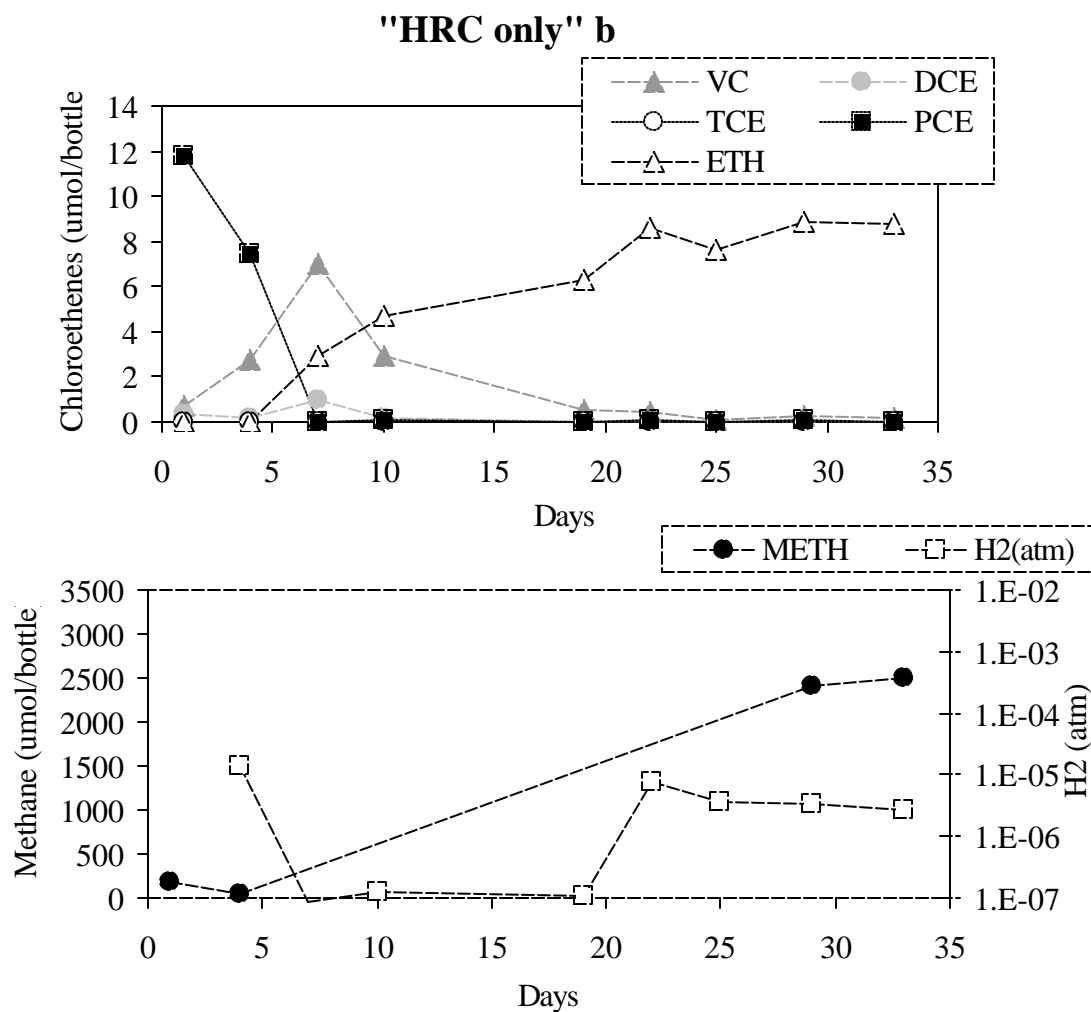 "HRC only" b
VC DCE
TCE PCE
ETH
Chloroethenes (umol/bottle
14
12
10
8
6
4
2
0
0 5 10 15 20 25 30 35
Days
METH H2(atm)
Methane (umol/bottle)
3500
3000
2500
2000
1500
1000
500
0
1.E-02
1.E-03
1.E-04
1.E-05
1.E-06
1.E-07
H2 (atm)
0 5 10 15 20 25 30 35
Days